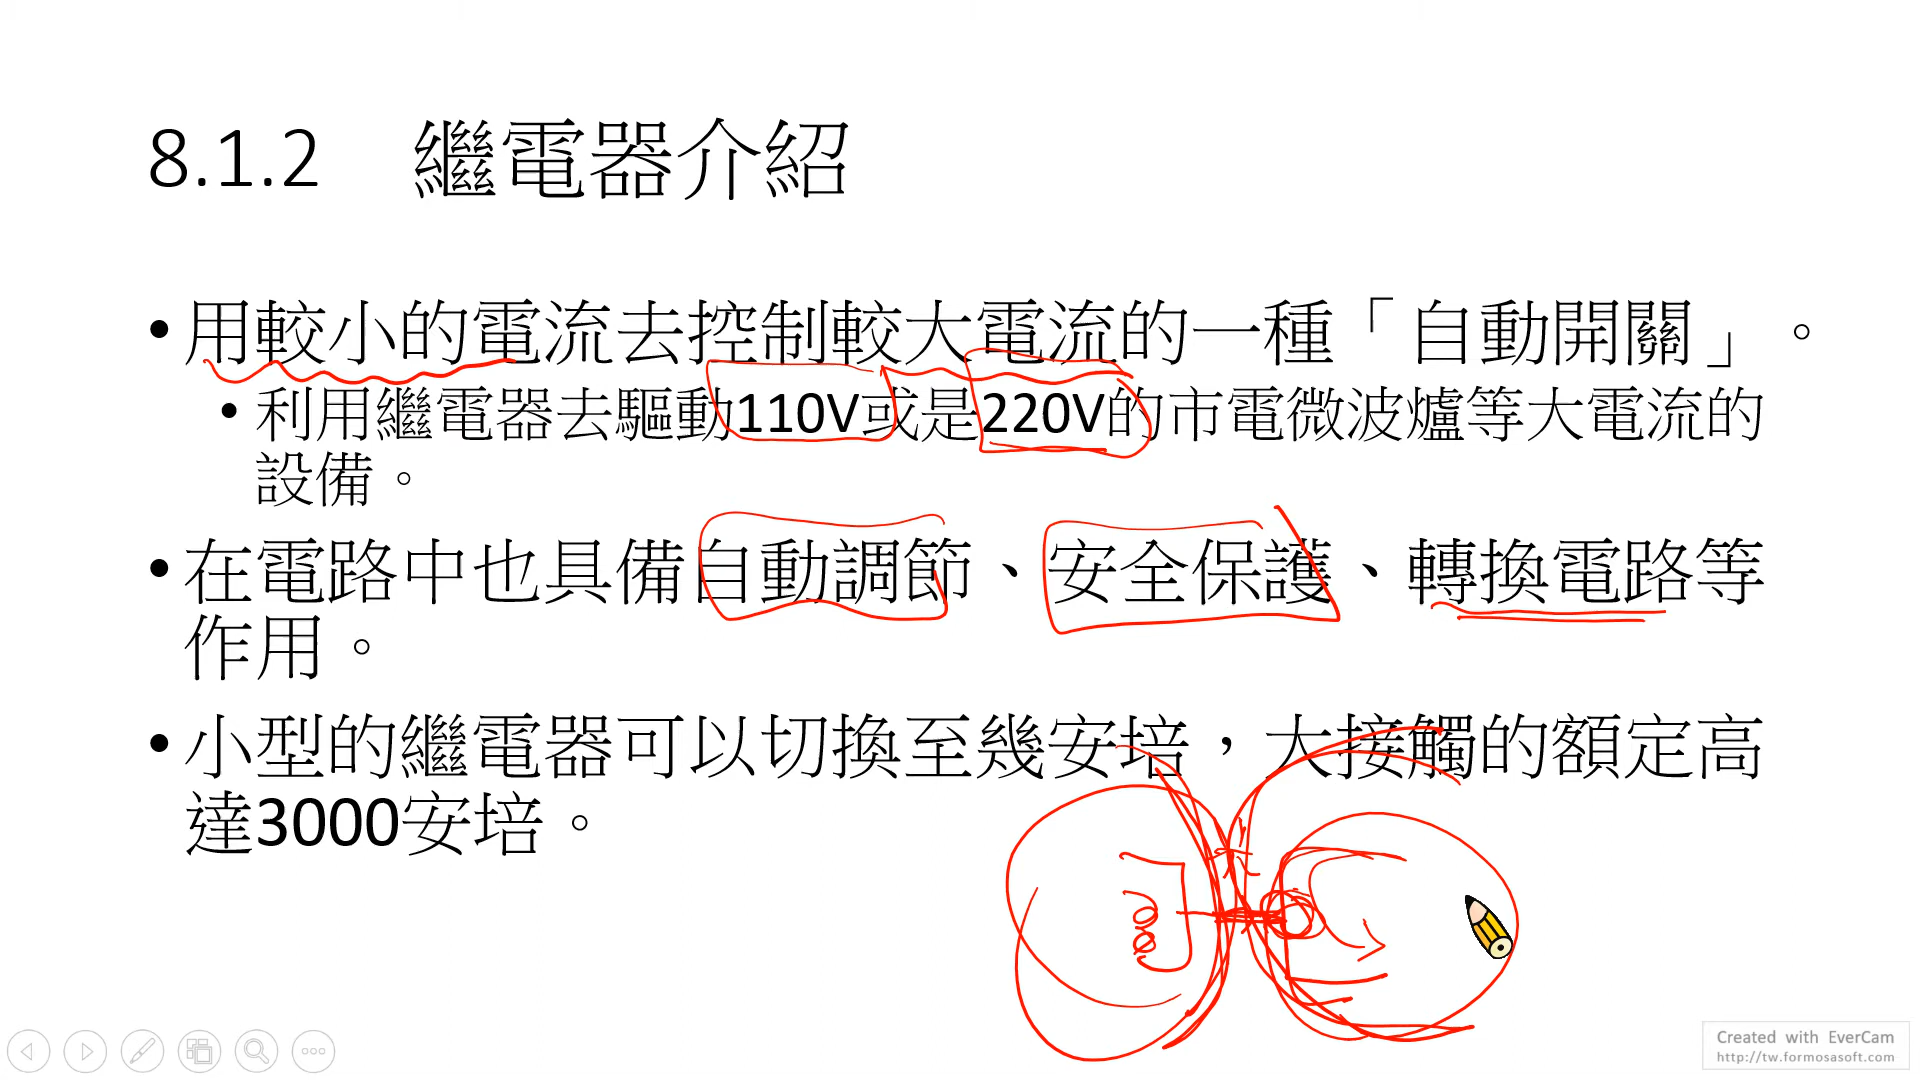 8.1.2 繼電器介紹
• 用較小的電流去控制較大電流的一種「自動開關」。
• 利用繼電器去驅動110V或是220V的市電微波爐等大電流的
設備。
• 在電路中也具備自動調節、安全保護、轉換電路等
作用。
• 小型的繼電器可以切換至幾安培，大接觸的額定高
達3000安培。
Created with EverCam
http://tw.formosasoft.com